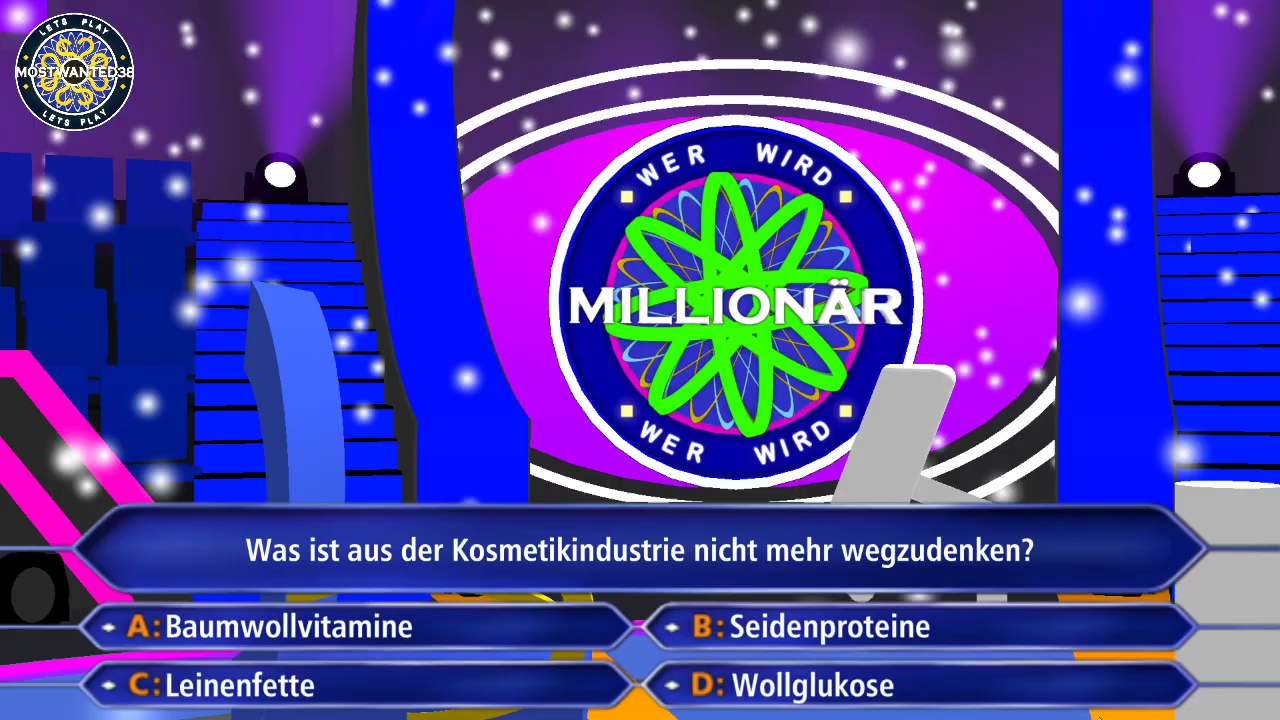 LETS PLAY
MOSTWANTED38
LETS PLAY
WER WIRD
MILLIONÄR
WER WIRD
Was ist aus der Kosmetikindustrie nicht mehr wegzudenken?
A: Baumwollvitamine
B: Seidenproteine
C: Leinenfette
D: Wollglukose